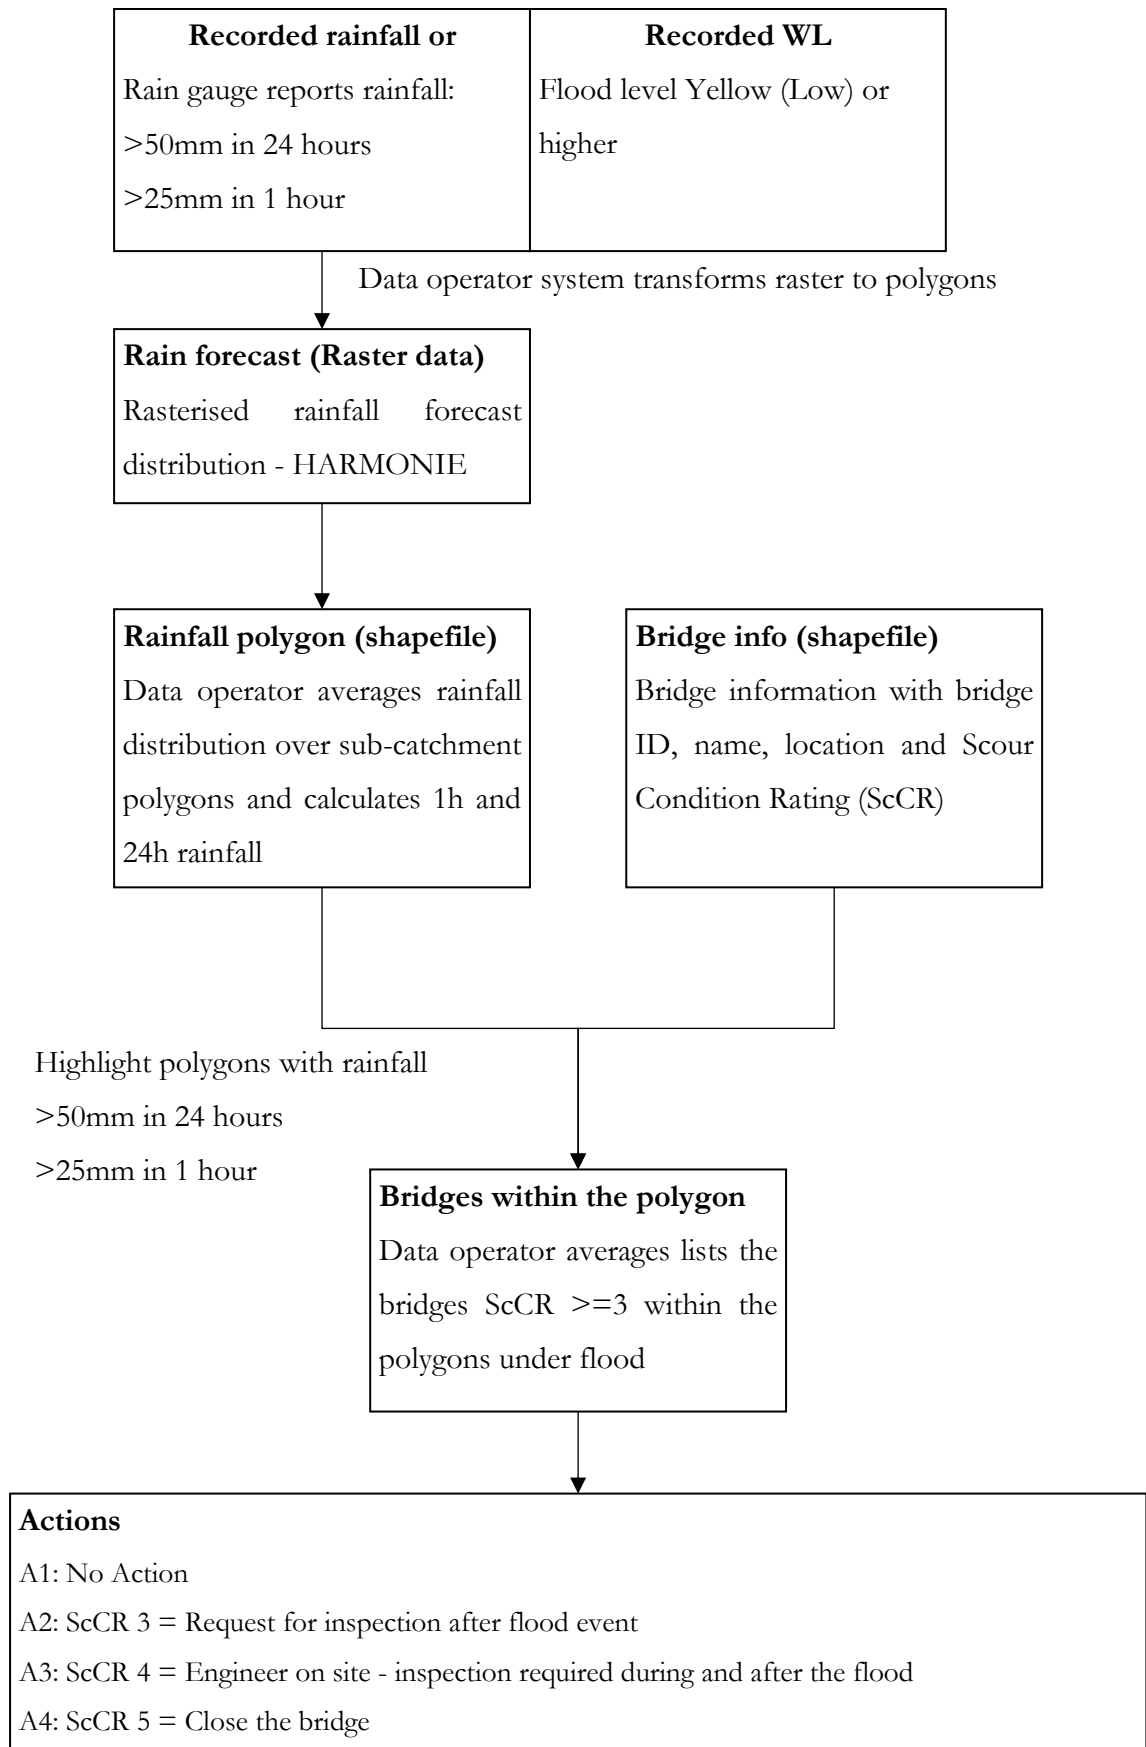 Recorded rainfall or
Rain gauge reports rainfall:
>50mm in 24 hours
>25mm in 1 hour
Recorded WL
Flood level Yellow (Low) or
higher
Data operator system transforms raster to polygons
Rain forecast (Raster data)
Rasterised rainfall forecast
distribution - HARMONIE
Rainfall polygon (shapefile)
Data operator averages rainfall
distribution over sub-catchment
polygons and calculates 1h and
24h rainfall
Bridge info (shapefile)
Bridge information with bridge
ID, name, location and Scour
Condition Rating (ScCR)
Highlight polygons with rainfall
>50mm in 24 hours
>25mm in 1 hour
Bridges within the polygon
Data operator averages lists the
bridges ScCR >=3 within the
polygons under flood
Actions
A1: No Action
A2: ScCR 3 = Request for inspection after flood event
A3: ScCR 4 = Engineer on site - inspection required during and after the flood
A4: ScCR 5 = Close the bridge